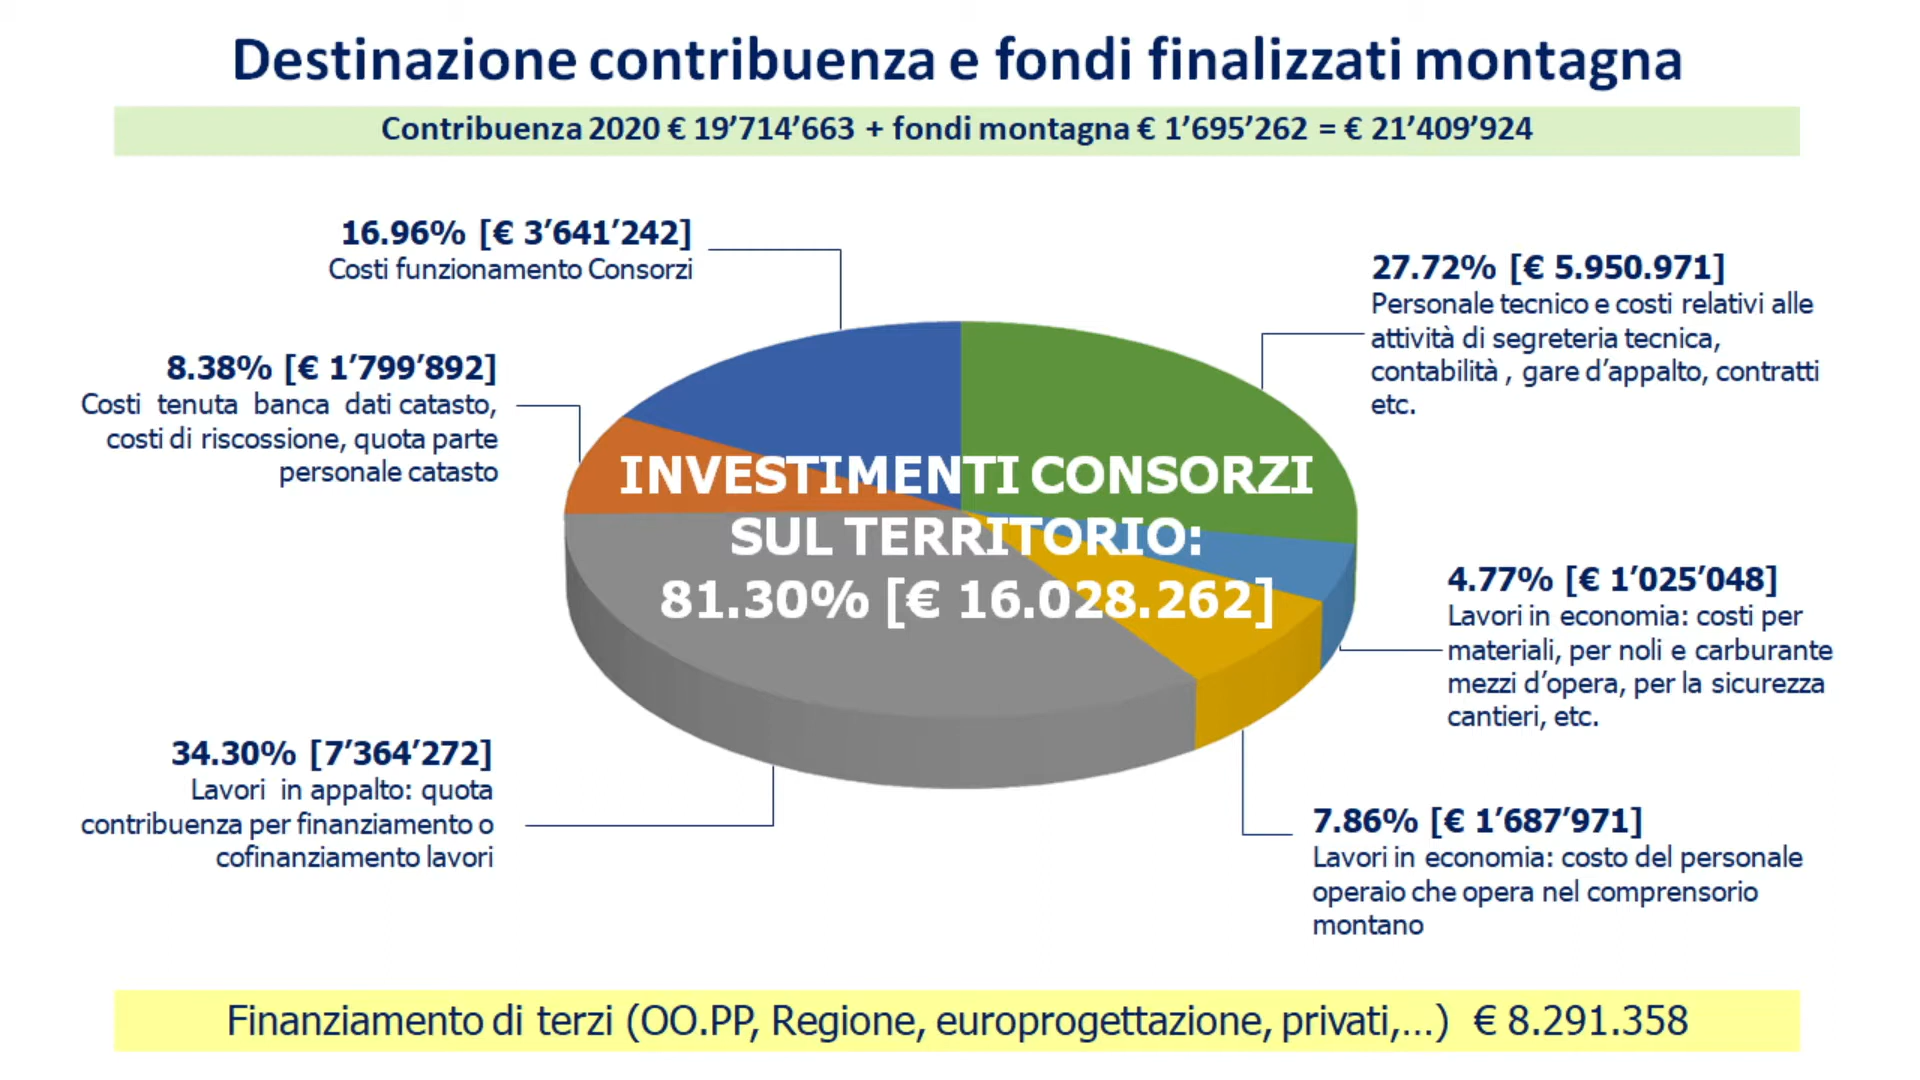 Destinazione contribuenza e fondi finalizzati montagna
Contribuenza 2020 € 19’714’663 + fondi montagna € 1’695’262 = € 21’409’924
16.96% [€ 3’641’242]
Costi funzionamento Consorzi
27.72% [€ 5.950.971]
Personale tecnico e costi relativi alle
attività di segreteria tecnica,
contabilità , gare d’appalto, contratti
etc.
8.38% [€ 1’799’892]
Costi tenuta banca dati catasto,
costi di riscossione, quota parte
personale catasto
INVESTIMENTI CONSORZI
SUL TERRITORIO:
81.30% [€ 16.028.262]
4.77% [€ 1’025’048]
Lavori in economia: costi per
materiali, per noli e carburante
mezzi d’opera, per la sicurezza
cantieri, etc.
34.30% [7’364’272]
Lavori in appalto: quota
contribuenza per finanziamento o
cofinanziamento lavori
7.86% [€ 1’687’971]
Lavori in economia: costo del personale
operaio che opera nel comprensorio
montano
Finanziamento di terzi (OO.PP, Regione, europrogettazione, privati,…) € 8.291.358